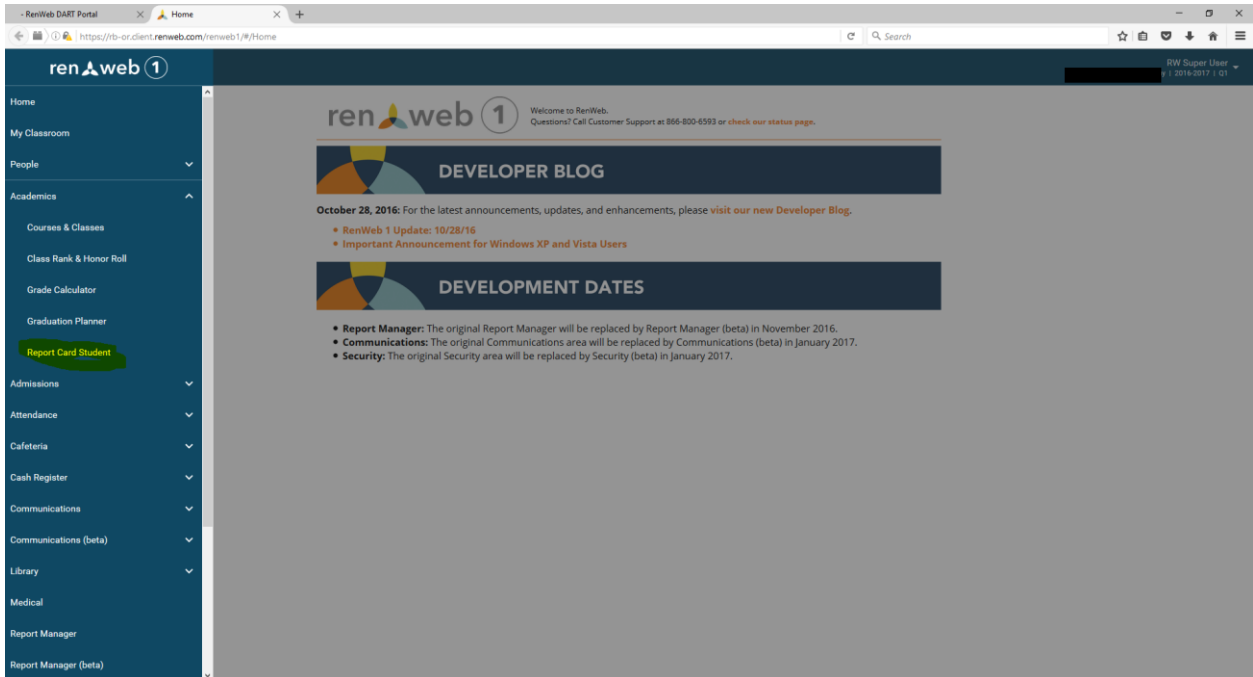 - RenWeb DART Portal
Home
https://rb-or.client.renweb.com/renweb1/#/Home
Search
ren web 1
RW Super User
y | 2016-2017 | Q1
Home
My Classroom
People
Academics
Courses & Classes
Class Rank & Honor Roll
Grade Calculator
Graduation Planner
Report Card Student
Admissions
Attendance
Cafeteria
Cash Register
Communications
Communications (beta)
Library
Medical
Report Manager
Report Manager (beta)
ren web 1
Welcome to RenWeb.
Questions? Call Customer Support at 866-800-6593 or check our status page.
DEVELOPER BLOG
October 28, 2016: For the latest announcements, updates, and enhancements, please visit our new Developer Blog.
• RenWeb 1 Update: 10/28/16
• Important Announcement for Windows XP and Vista Users
DEVELOPMENT DATES
• Report Manager: The original Report Manager will be replaced by Report Manager (beta) in November 2016.
• Communications: The original Communications area will be replaced by Communications (beta) in January 2017.
• Security: The original Security area will be replaced by Security (beta) in January 2017.